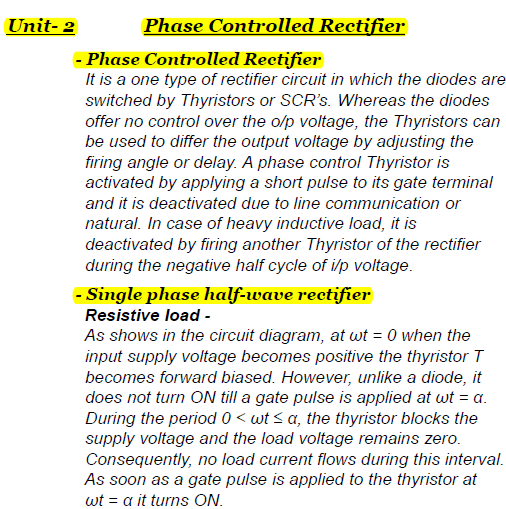 Unit- 2 Phase Controlled Rectifier
- Phase Controlled Rectifier
It is a one type of rectifier circuit in which the diodes are
switched by Thyristors or SCR's. Whereas the diodes
offer no control over the o/p voltage, the Thyristors can
be used to differ the output voltage by adjusting the
firing angle or delay. A phase control Thyristor is
activated by applying a short pulse to its gate terminal
and it is deactivated due to line communication or
natural. In case of heavy inductive load, it is
deactivated by firing another Thyristor of the rectifier
during the negative half cycle of i/p voltage.
- Single phase half-wave rectifier
Resistive load -
As shows in the circuit diagram, at ωt = 0 when the
input supply voltage becomes positive the thyristor T
becomes forward biased. However, unlike a diode, it
does not turn ON till a gate pulse is applied at ωt = α.
During the period 0 < ωt ≤ α, the thyristor blocks the
supply voltage and the load voltage remains zero.
Consequently, no load current flows during this interval.
As soon as a gate pulse is applied to the thyristor at
ωt = α it turns ON.